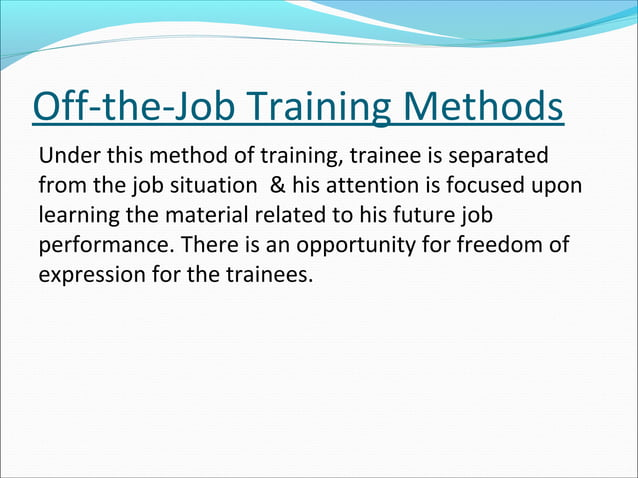 Off-the-Job Training Methods
Under this method of training, trainee is separated
from the job situation  & his attention is focused upon
learning the material related to his future job
performance. There is an opportunity for freedom of
expression for the trainees.